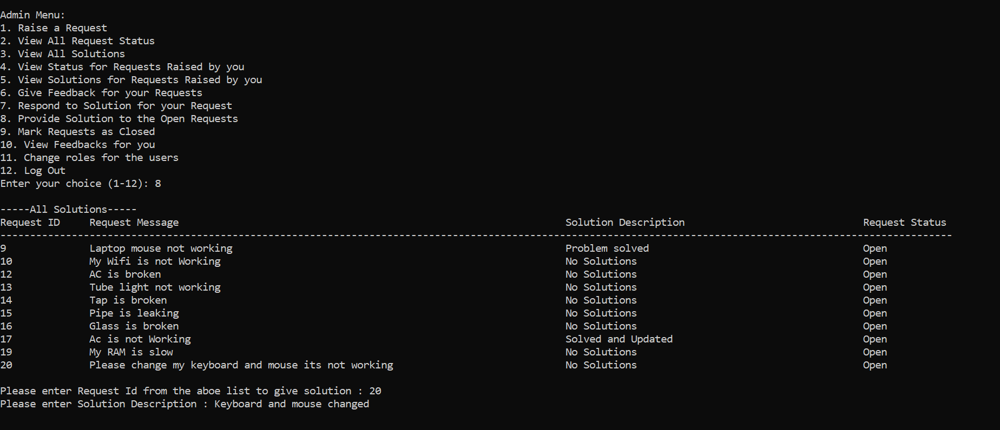 Admin Menu:
1. Raise a Request
2. View All Request Status
3. View All Solutions
4. View Status for Requests Raised by you
5. View Solutions for Requests Raised by you
6. Give Feedback for your Requests
7. Respond to Solution for your Request
8. Provide Solution to the Open Requests
9. Mark Requests as Closed
10. View Feedbacks for you
11. Change roles for the users
12. Log Out
Enter your choice (1-12): 8
-----All Solutions-----
Request ID     Request Message     Solution Description     Request Status
----------------------------------------------------------------------------------------------------------------------------------------------------------------
9     Laptop mouse not working     Problem solved     Open
10     My Wifi is not Working     No Solutions     Open
12     AC is broken     No Solutions     Open
13     Tube light not working     No Solutions     Open
14     Tap is broken     No Solutions     Open
15     Pipe is leaking     No Solutions     Open
16     Glass is broken     No Solutions     Open
17     Ac is not Working     Solved and Updated     Open
19     My RAM is slow     No Solutions     Open
20     Please change my keyboard and mouse its not working     No Solutions     Open
Please enter Request Id from the aboe list to give solution : 20
Please enter Solution Description : Keyboard and mouse changed